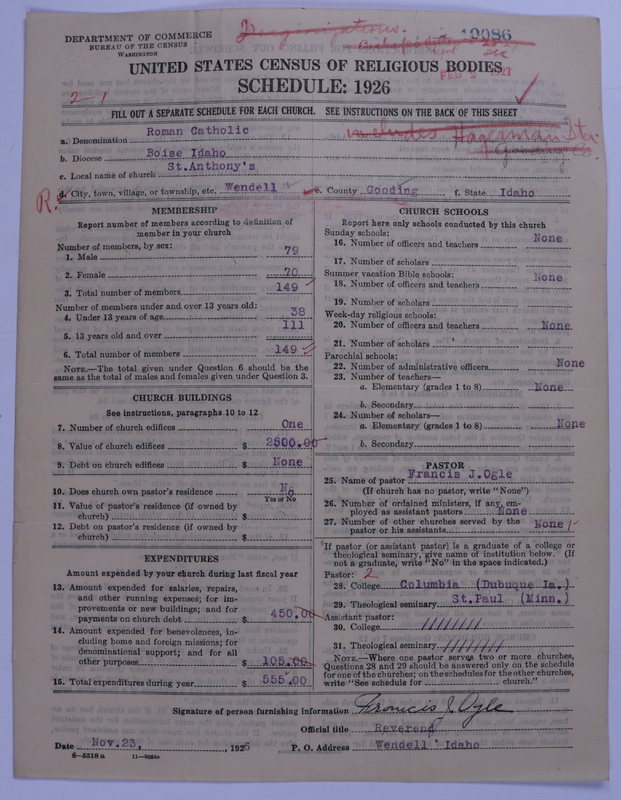 DEPARTMENT OF COMMERCE
BUREAU OF THE CENSUS
WASHINGTON
10086
FEB 2 1927
UNITED STATES CENSUS OF RELIGIOUS BODIES
SCHEDULE: 1926
2-1
FILL OUT A SEPARATE SCHEDULE FOR EACH CHURCH. SEE INSTRUCTIONS ON THE BACK OF THIS SHEET
includes Hagerman Sta.
a. Denomination Roman Catholic
b. Diocese Boise Idaho
c. Local name of church St.Anthony's
R. d. City, town, village, or township, etc. Wendell e. County Gooding f. State Idaho
MEMBERSHIP
Report number of members according to definition of
member in your church
Number of members, by sex:
1. Male 79
2. Female 70
3. Total number of members 149
Number of members under and over 13 years old:
4. Under 13 years of age 38
5. 13 years old and over 111
6. Total number of members 149
NOTE.—The total given under Question 6 should be
same as the total of males and females given under Question 3.
CHURCH BUILDINGS
See instructions, paragraphs 10 to 12
7. Number of church edifices One
8. Value of church edifices $ 2500.00
9. Debt on church edifices $ None
10. Does church own pastor's residence No
Yes or No
11. Value of pastor's residence (if owned by
church) $
12. Debt on pastor's residence (if owned by
church) $
EXPENDITURES
Amount expended by your church during last fiscal year
13. Amount expended for salaries, repairs,
and other running expenses; for im-
provements or new buildings; and for
payments on church debt $ 450.00
14. Amount expended for benevolences, in-
cluding home and foreign missions; for
denominational support; and for all
other purposes $ 105.00
15. Total expenditures during year $ 555.00
CHURCH SCHOOLS
Report here only schools conducted by this church
Sunday schools:
16. Number of officers and teachers None
17. Number of scholars
Summer vacation Bible schools:
18. Number of officers and teachers None
19. Number of scholars
Week-day religious schools:
20. Number of officers and teachers None
21. Number of scholars
Parochial schools:
22. Number of administrative officers None
23. Number of teachers—
a. Elementary (grades 1 to 8) None
b. Secondary
24. Number of scholars—
a. Elementary (grades 1 to 8) None
b. Secondary
PASTOR
25. Name of pastor Francis J.Ogle
(If church has no pastor, write "None")
26. Number of ordained ministers, if any, em-
ployed as assistant pastors None
27. Number of other churches served by the
pastor or his assistants None 1
If pastor (or assistant pastor) is a graduate of a college or
theological seminary, give name of institution below. (If
not a graduate, write "No" in the space indicated.)
Pastor: 2
28. College Columbia (Dubuque Ia.)
29. Theological seminary St.Paul (Minn.)
Assistant pastor:
30. College ////////
31. Theological seminary /////////
NOTE.—Where one pastor serves two or more churches,
Questions 28 and 29 should be answered only on the schedule
for one of the churches; on the schedules for the other churches,
write "See schedule for church."
Signature of person furnishing information Francis J. Ogle
Official title Reverend
Date Nov.23, 1926 P. O. Address Wendell Idaho
8-5318 a 11-9054e